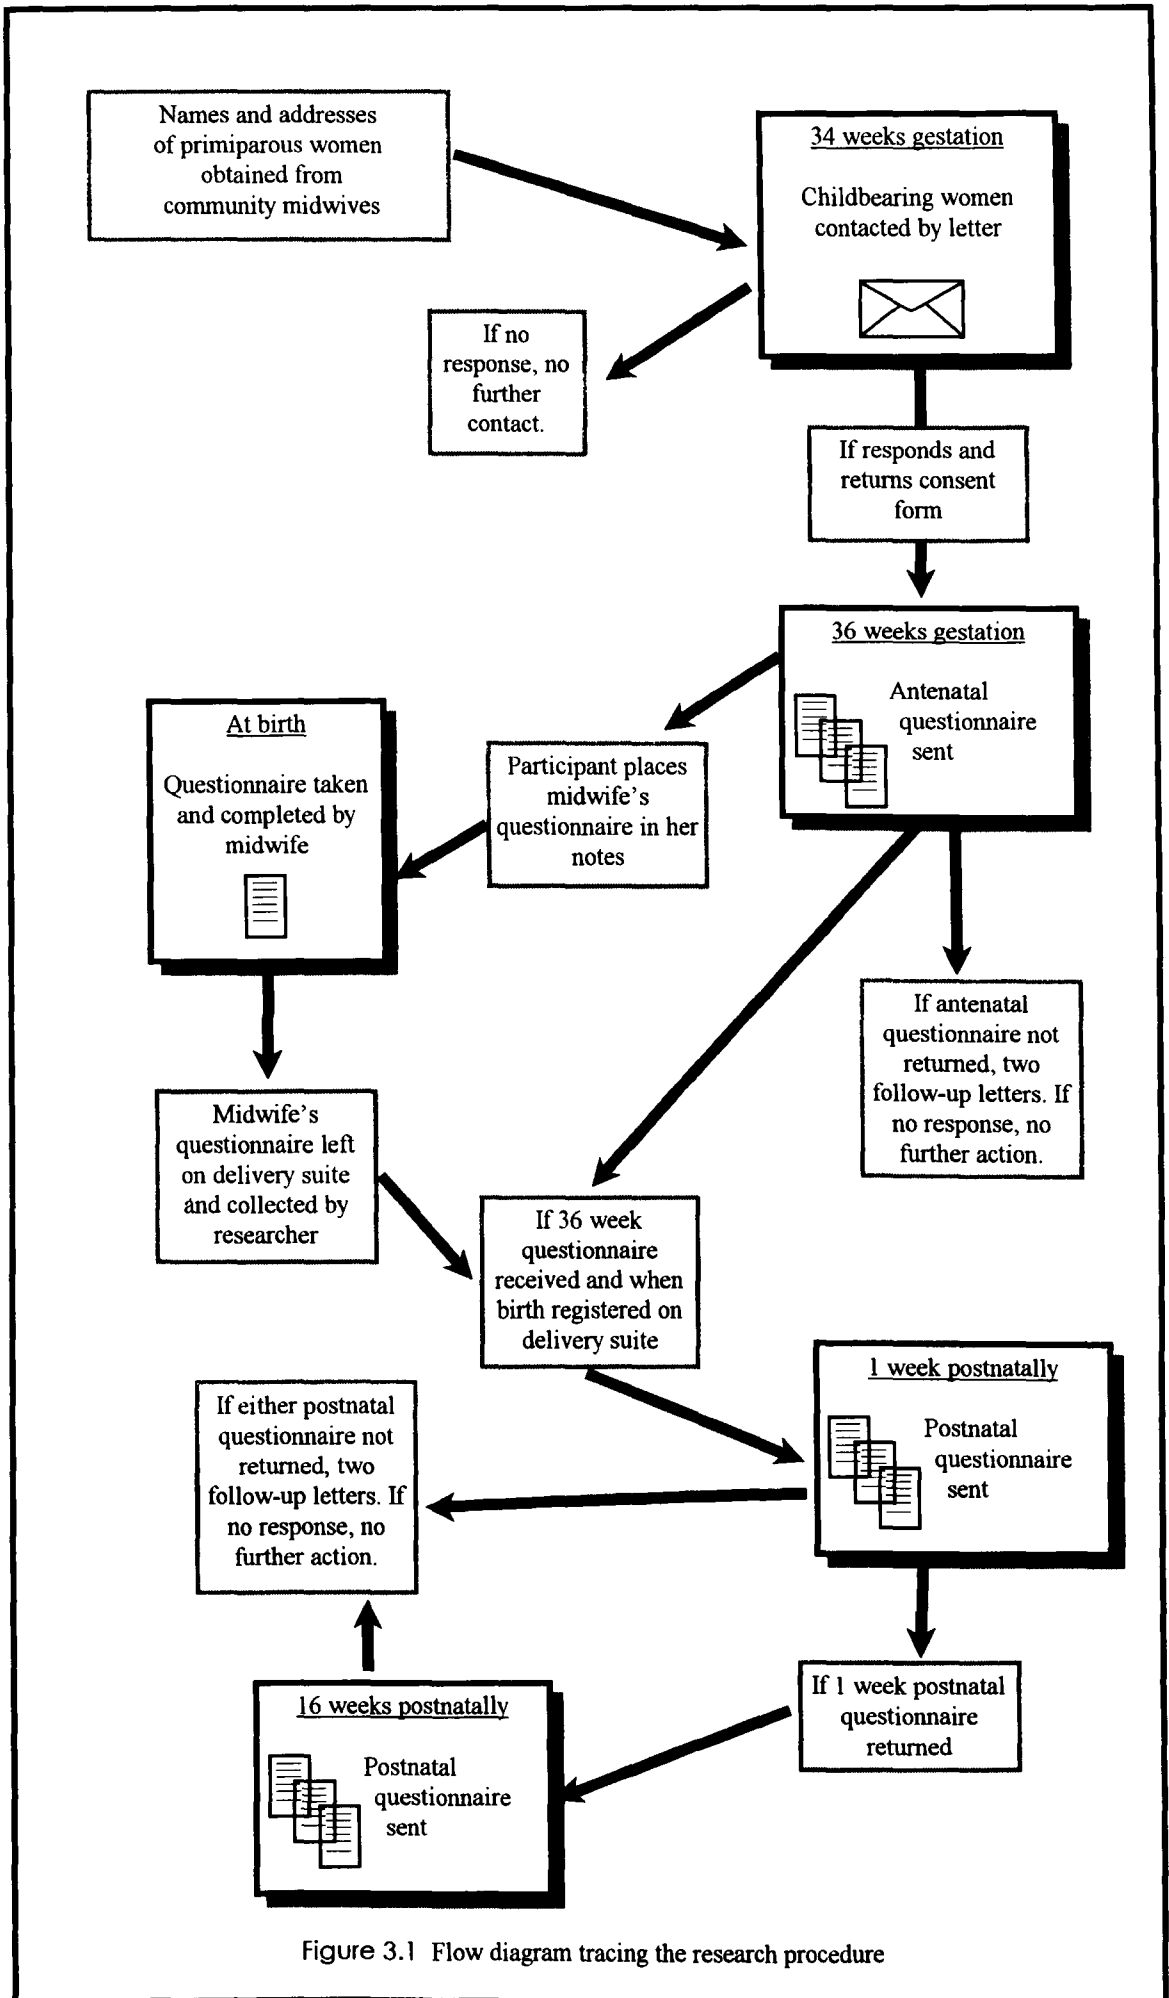 Names and addresses
of primiparous women
obtained from
community midwives
34 weeks gestation
Childbearing women
contacted by letter
If no
response, no
further
contact.
If responds and
returns consent
form
36 weeks gestation
Antenatal
questionnaire
sent
At birth
Questionnaire taken
and completed by
midwife
Participant places
midwife's
questionnaire in her
notes
If antenatal
questionnaire not
returned, two
follow-up letters. If
no response, no
further action.
Midwife's
questionnaire left
on delivery suite
and collected by
researcher
If 36 week
questionnaire
received and when
birth registered on
delivery suite
1 week postnatally
Postnatal
questionnaire
sent
If either postnatal
questionnaire not
returned, two
follow-up letters. If
no response, no
further action.
If 1 week postnatal
questionnaire
returned
16 weeks postnatally
Postnatal
questionnaire
sent
Figure 3.1 Flow diagram tracing the research procedure